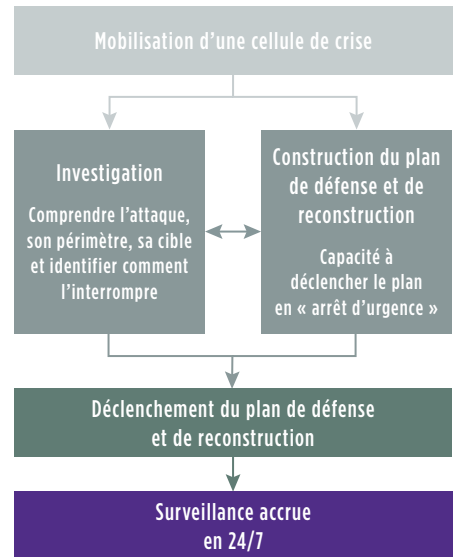 Mobilisation d’une cellule de crise
Investigation
Comprendre l’attaque,
son périmètre, sa cible
et identifier comment
l’interrompre
Construction du plan
de défense et de
reconstruction
Capacité à
déclencher le plan
en « arrêt d’urgence »
Déclenchement du plan de défense
et de reconstruction
Surveillance accrue
en 24/7